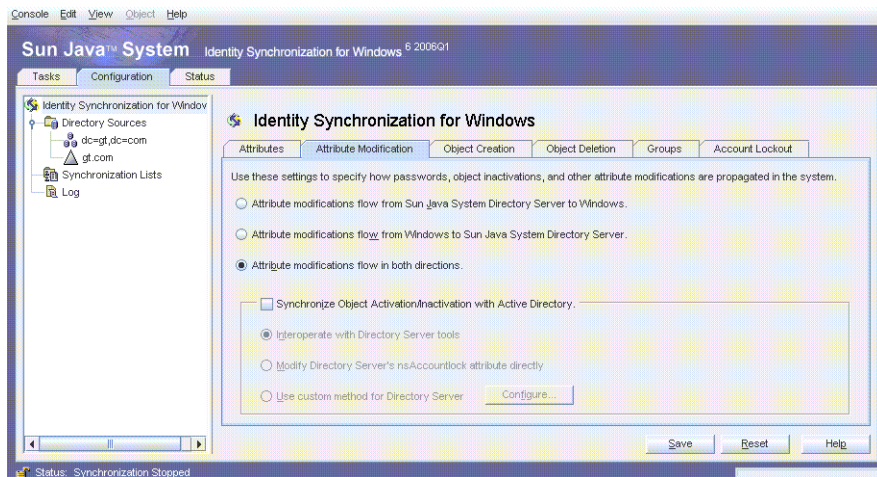 Console Edit View Object Help
Sun Java™ System Identity Synchronization for Windows 6 2006Q1
Tasks Configuration Status
Identity Synchronization for Window
Directory Sources
dc=gt,dc=com
gt.com
Synchronization Lists
Log
Identity Synchronization for Windows
Attributes Attribute Modification Object Creation Object Deletion Groups Account Lockout
Use these settings to specify how passwords, object inactivations, and other attribute modifications are propagated in the system.
Attribute modifications flow from Sun Java System Directory Server to Windows.
Attribute modifications flow from Windows to Sun Java System Directory Server.
Attribute modifications flow in both directions.
Synchronize Object Activation/Inactivation with Active Directory.
Interoperate with Directory Server tools
Modify Directory Server's nsAccountlock attribute directly
Use custom method for Directory Server Configure...
Save Reset Help
Status: Synchronization Stopped